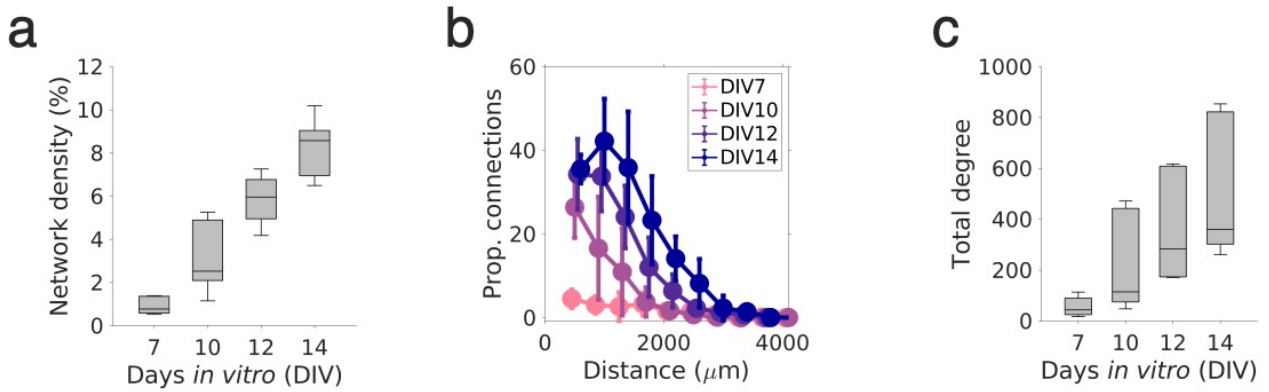 a
Network density (%)
12
10
8
6
4
2
0
7 10 12 14
Days in vitro (DIV)
b
Prop. connections
60
40
20
0
DIV7
DIV10
DIV12
DIV14
0 2000 4000
Distance (μm)
c
Total degree
1000
800
600
400
200
0
7 10 12 14
Days in vitro (DIV)